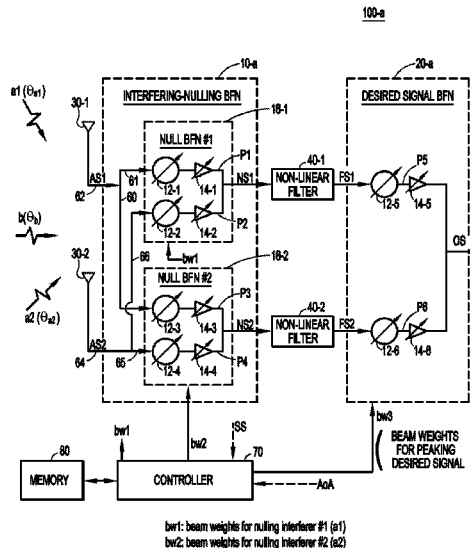 100-a
10-a
20-a
a1 (θa1)
30-1
INTERFERING-NULLING BFN
DESIRED SIGNAL BFN
16-1
NULL BFN #1
P1
40-1
P5
AS1
61
12-1
14-1
NS1
NON-LINEAR
FILTER
FS1
12-5
14-5
62
60
P2
b(θb)
12-2
14-2
OS
30-2
66
bw1
16-2
NULL BFN #2
P3
a2(θa2)
12-3
14-3
NS2
40-2
NON-LINEAR
FILTER
FS2
P6
AS2
64
65
12-4
14-4
P4
12-6
14-6
bw1
bw2
SS
bw3
80
70
BEAM WEIGHTS
FOR PEAKING
DESIRED SIGNAL
MEMORY
CONTROLLER
AoA
bw1: beam weights for nulling interferer #1 (a1)
bw2: beam weights for nulling interferer #2 (a2)